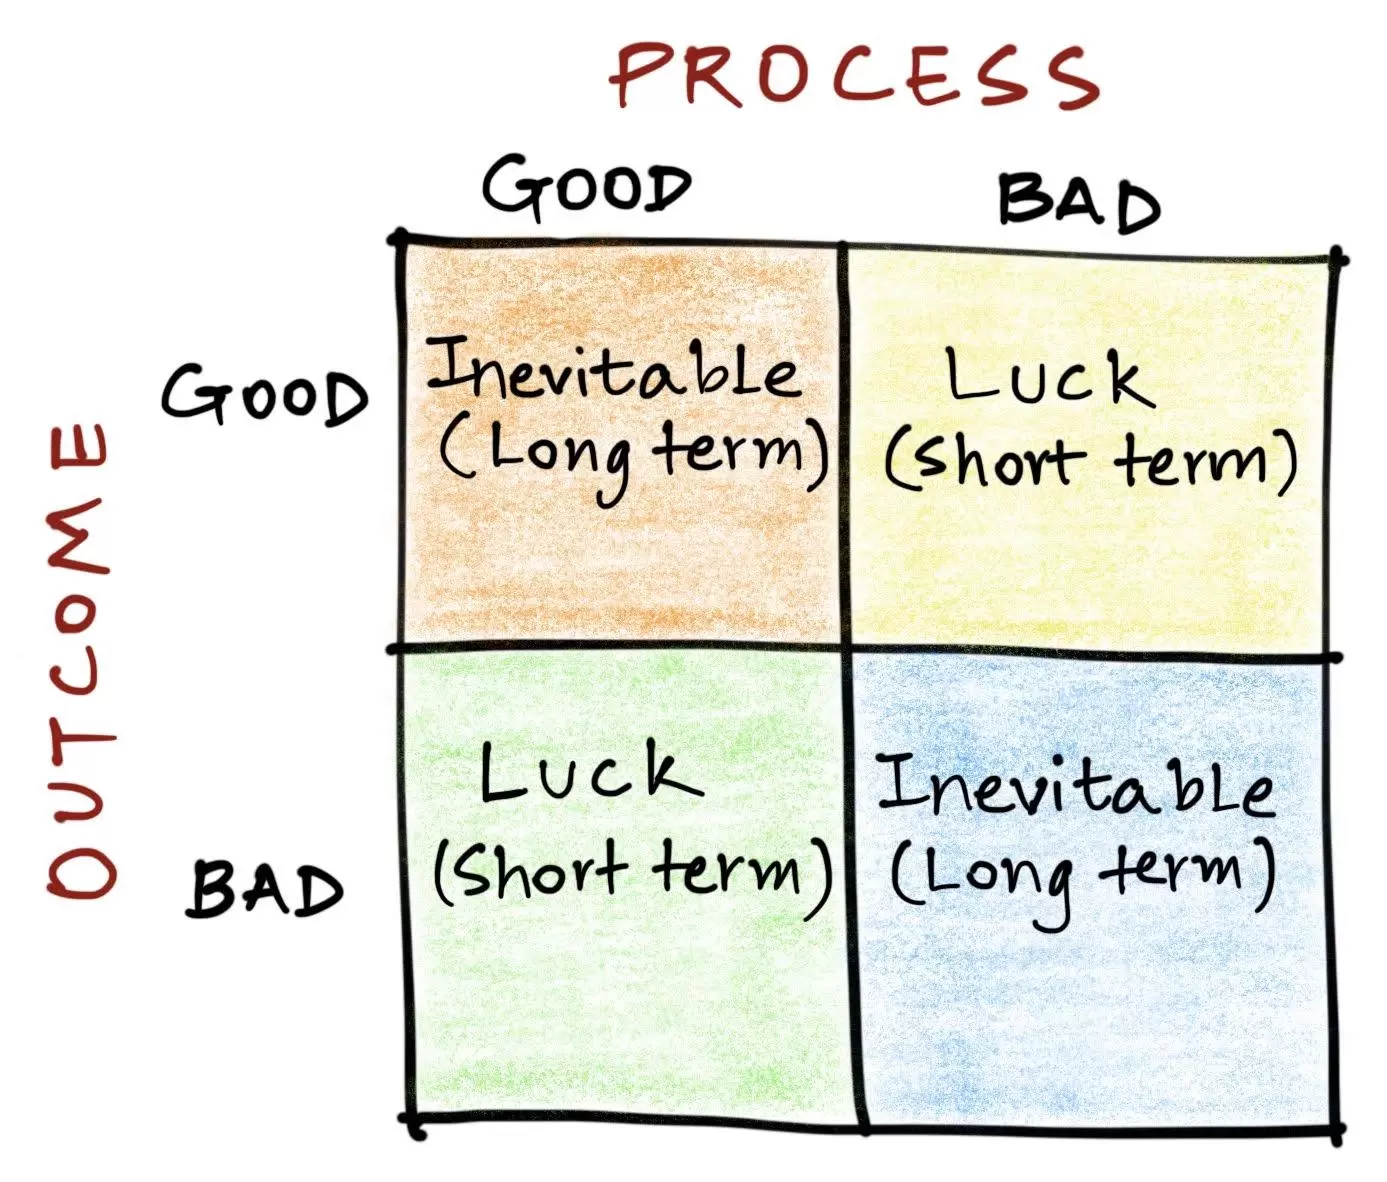 PROCESS
GOOD
BAD
OUTCOME
GOOD
Inevitable
(Long term)
Luck
(Short term)
BAD
Luck
(Short term)
Inevitable
(Long term)